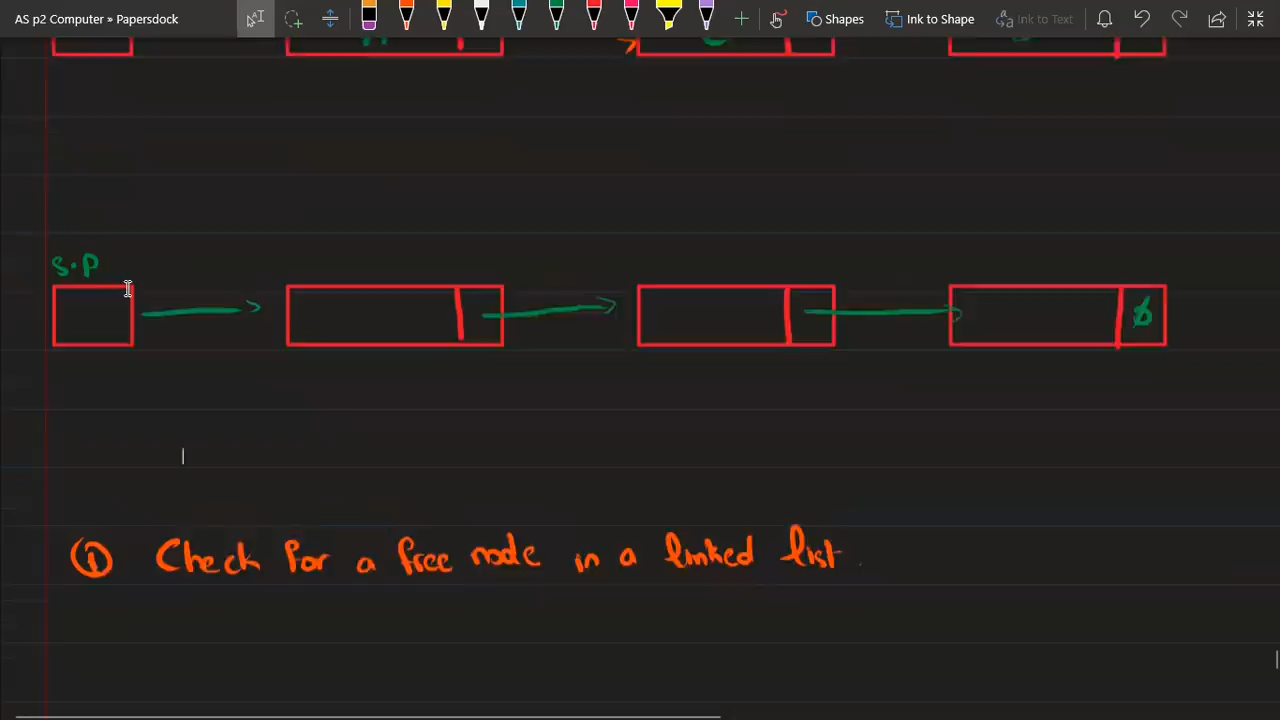 AS p2 Computer » Papersdock
Shapes
Ink to Shape
Ink to Text
S.P
① Check for a free node in a linked list.